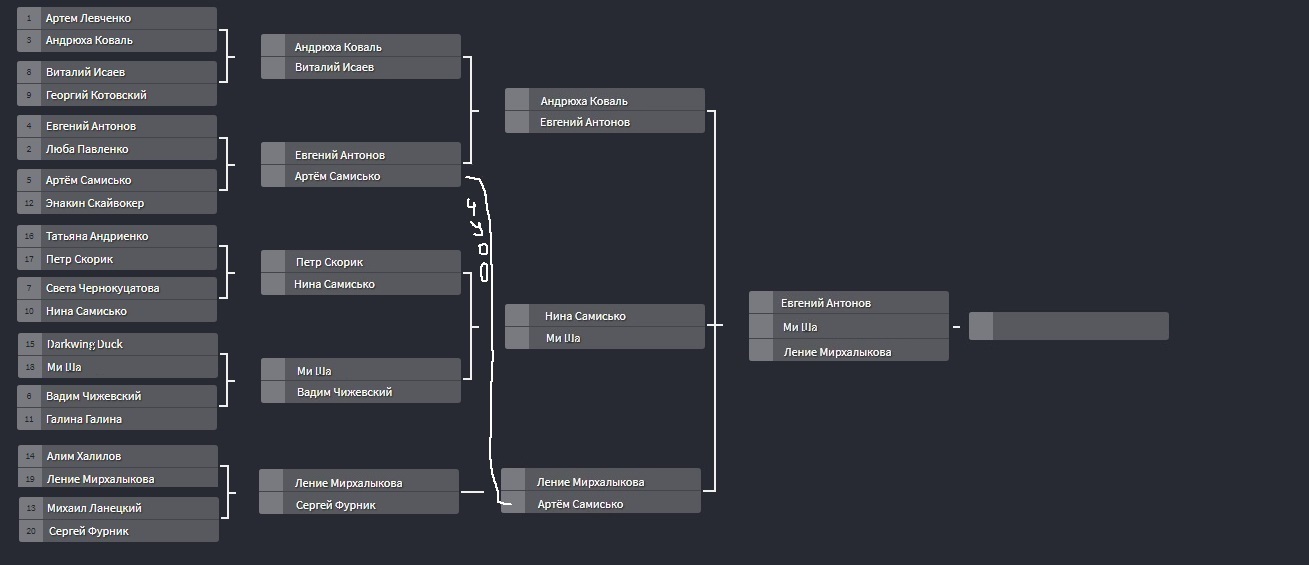 1 Артем Левченко
3 Андрюха Коваль
8 Виталий Исаев
9 Георгий Котовский
4 Евгений Антонов
2 Люба Павленко
5 Артём Самисько
12 Энакин Скайвокер
16 Татьяна Андриенко
17 Петр Скорик
7 Света Чернокуцатова
10 Нина Самисько
15 Darkwing Duck
18 Ми Ша
6 Вадим Чижевский
11 Галина Галина
14 Алим Халилов
19 Ление Мирхалыкова
13 Михаил Ланецкий
20 Сергей Фурник
Андрюха Коваль
Виталий Исаев
Евгений Антонов
Артём Самисько
Петр Скорик
Нина Самисько
Ми Ша
Вадим Чижевский
Ление Мирхалыкова
Сергей Фурник
Андрюха Коваль
Евгений Антонов
Нина Самисько
Ми Ша
Ление Мирхалыкова
Артём Самисько
Евгений Антонов
Ми Ша
Ление Мирхалыкова